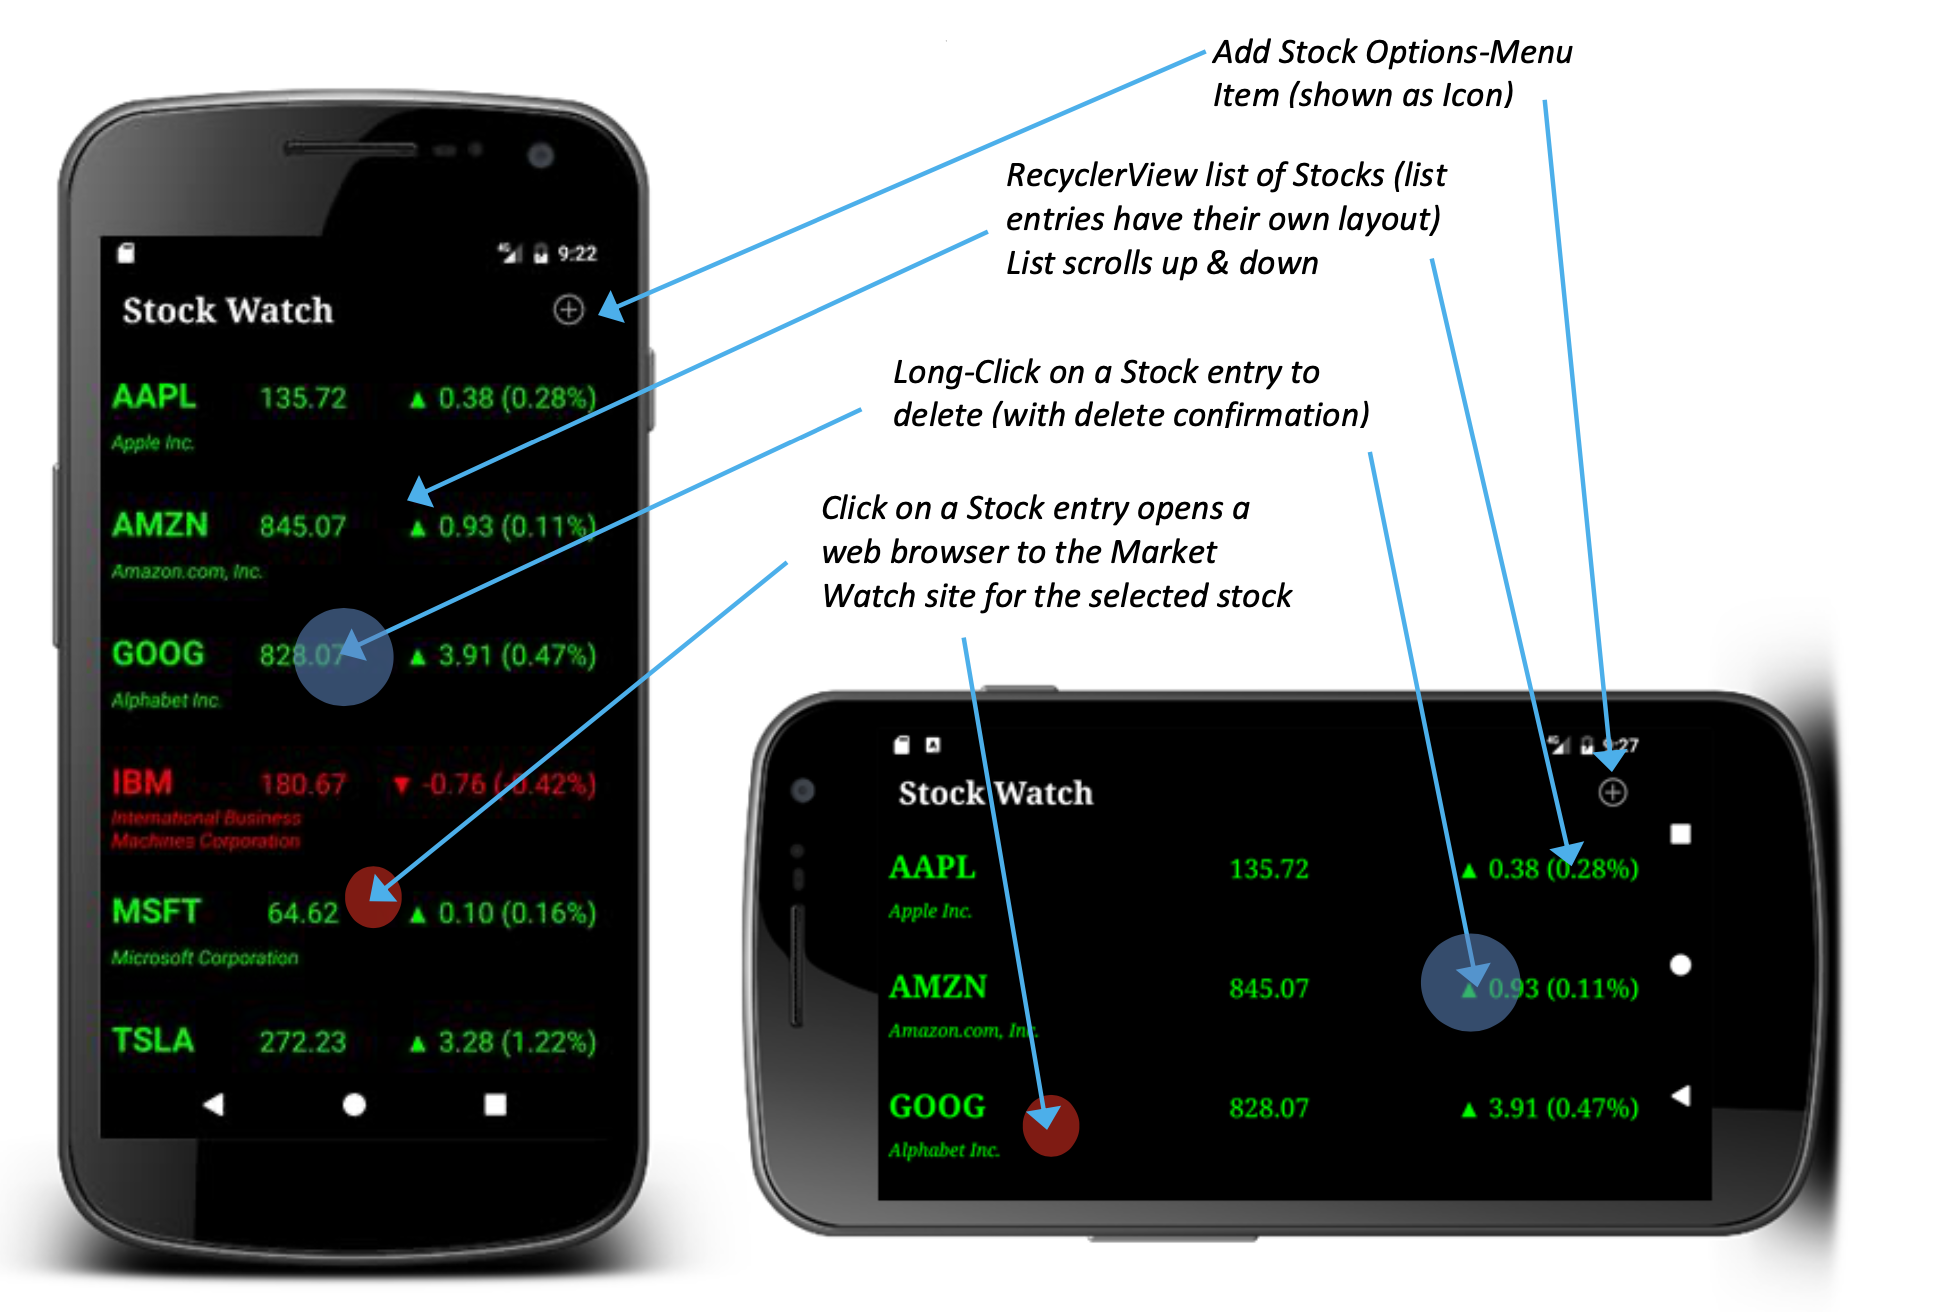 Add Stock Options-Menu
Item (shown as Icon)
RecyclerView list of Stocks (list
entries have their own layout)
List scrolls up & down
Long-Click on a Stock entry to
delete (with delete confirmation)
Click on a Stock entry opens a
web browser to the Market
Watch site for the selected stock
4G 9:22
Stock Watch
AAPL 135.72 ▲ 0.38 (0.28%)
Apple Inc.
AMZN 845.07 ▲ 0.93 (0.11%)
Amazon.com, Inc.
GOOG 828.07 ▲ 3.91 (0.47%)
Alphabet Inc.
IBM 180.67 ▼ -0.76 (-0.42%)
International Business
Machines Corporation
MSFT 64.62 ▲ 0.10 (0.16%)
Microsoft Corporation
TSLA 272.23 ▲ 3.28 (1.22%)
4G 9:27
Stock Watch
AAPL 135.72 ▲ 0.38 (0.28%)
Apple Inc.
AMZN 845.07 ▲ 0.93 (0.11%)
Amazon.com, Inc.
GOOG 828.07 ▲ 3.91 (0.47%)
Alphabet Inc.